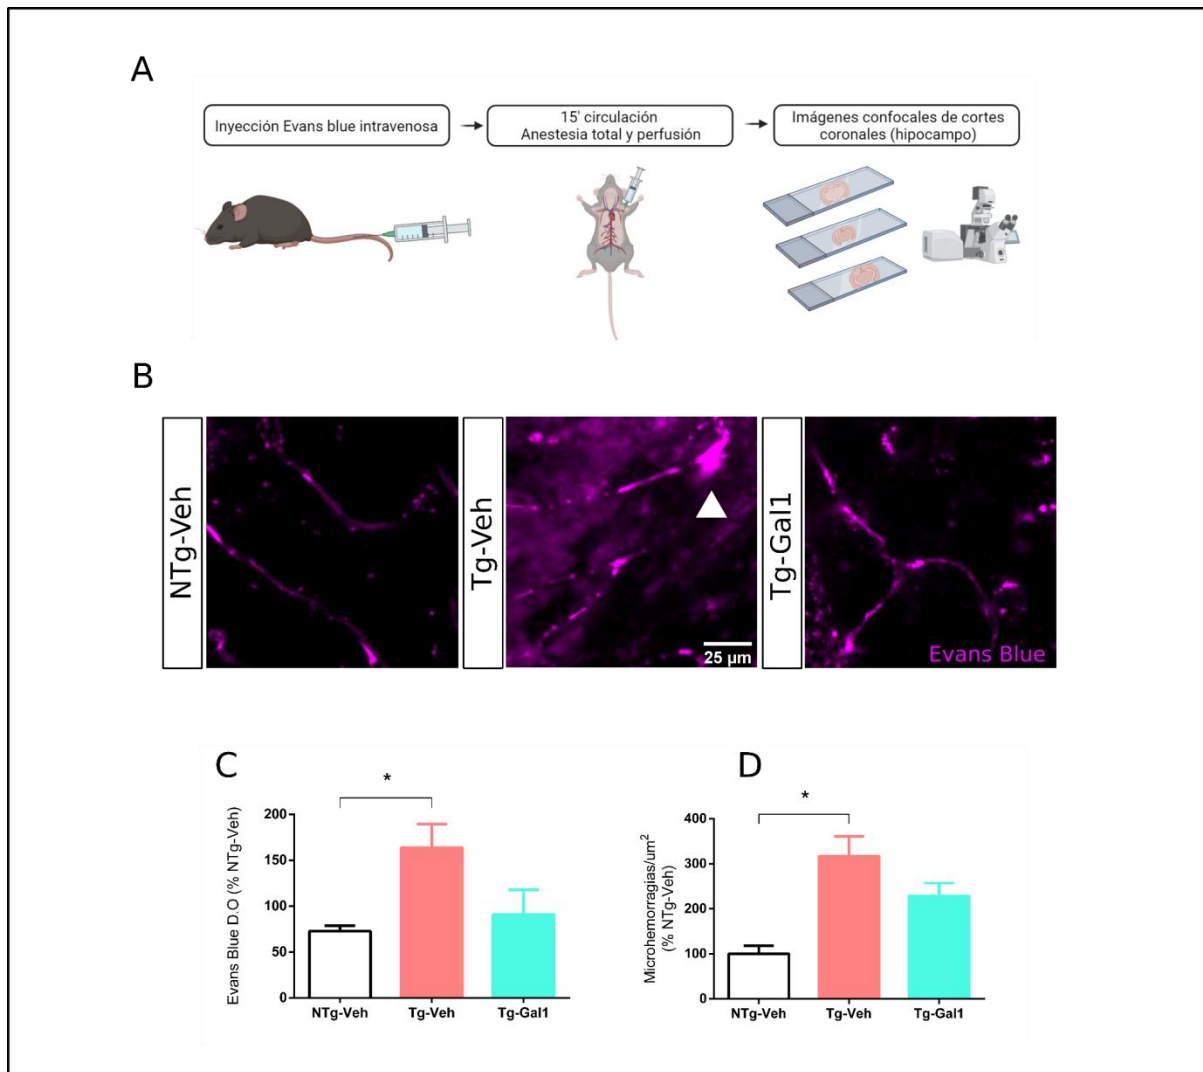 A
Inyección Evans blue intravenosa
15' circulación
Anestesia total y perfusión
Imágenes confocales de cortes
coronales (hipocampo)
B
NTg-Veh
Tg-Veh
25 µm
Tg-Gal1
Evans Blue
C
*
Evans Blue D.O (% NTg-Veh)
200
150
100
50
0
NTg-Veh
Tg-Veh
Tg-Gal1
D
*
Microhemorragias/um²
(% NTg-Veh)
400
300
200
100
0
NTg-Veh
Tg-Veh
Tg-Gal1